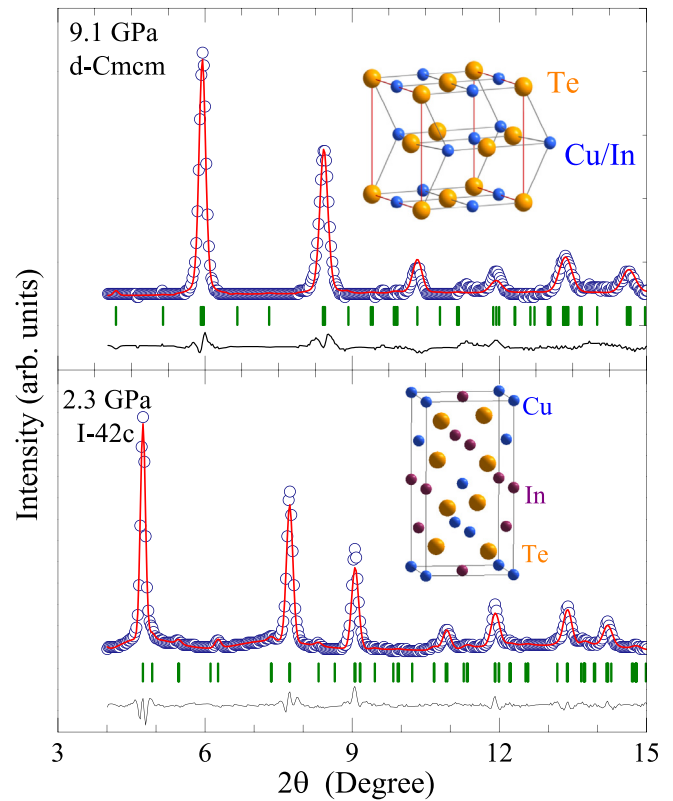 9.1 GPa
d-Cmcm
Te
Cu/In
2.3 GPa
I-42c
Cu
In
Te
Intensity (arb. units)
3 6 9 12 15
2θ (Degree)